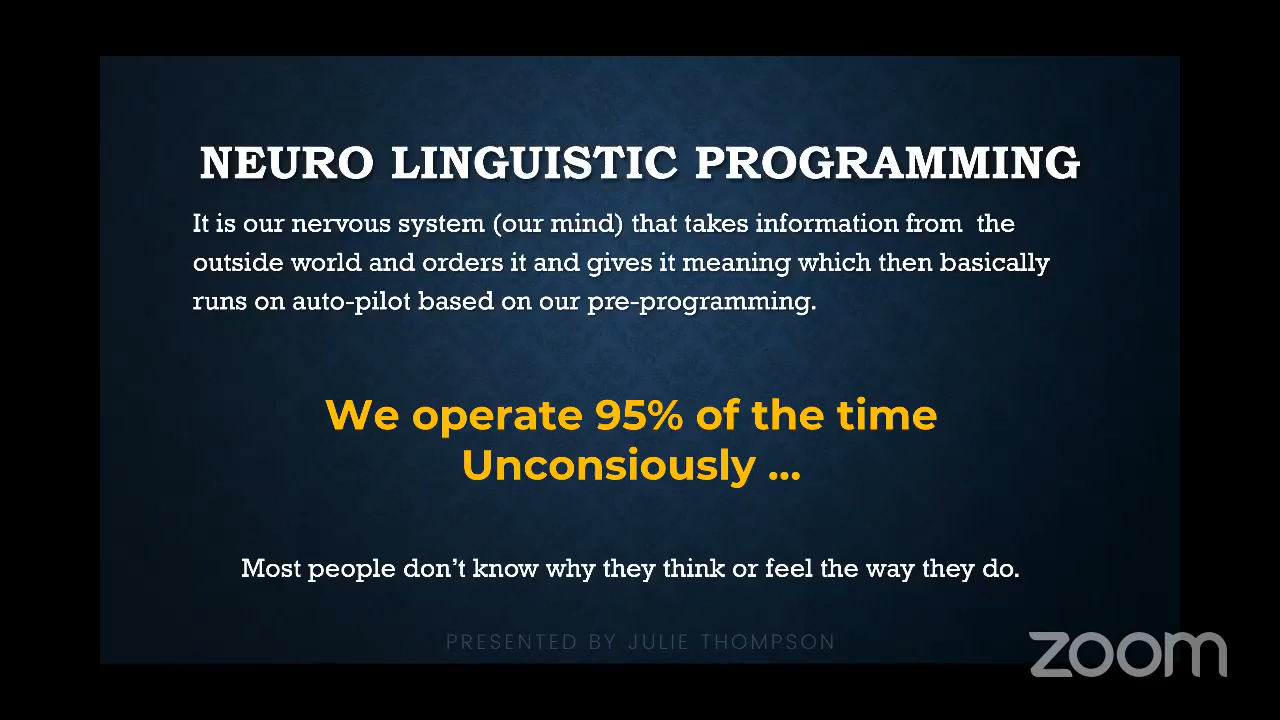 NEURO LINGUISTIC PROGRAMMING
It is our nervous system (our mind) that takes information from  the
outside world and orders it and gives it meaning which then basically
runs on auto-pilot based on our pre-programming.
We operate 95% of the time
Unconsiously ...
Most people don’t know why they think or feel the way they do.
PRESENTED BY JULIE THOMPSON
zoom